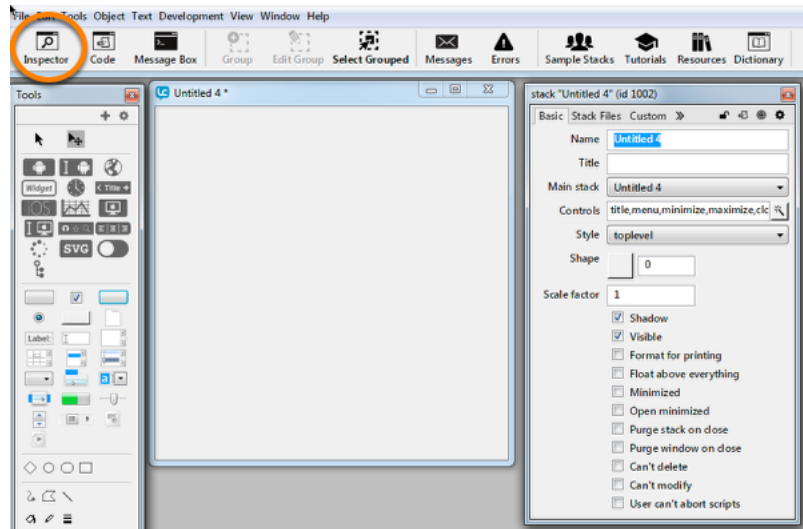 File Edit Tools Object Text Development View Window Help
Inspector Code Message Box Group Edit Group Select Grouped Messages Errors Sample Stacks Tutorials Resources Dictionary
Tools
Untitled 4 *
stack "Untitled 4" (id 1002)
Basic Stack Files Custom
Name Untitled 4
Title
Widget
< Title +
Main stack Untitled 4
iOS
Controls title,menu,minimize,maximize,clc
Style toplevel
SVG
Shape 0
Scale factor 1
Shadow
Visible
Label:
Format for printing
Float above everything
a
Minimized
Open minimized
Purge stack on close
Purge window on close
Can't delete
Can't modify
User can't abort scripts